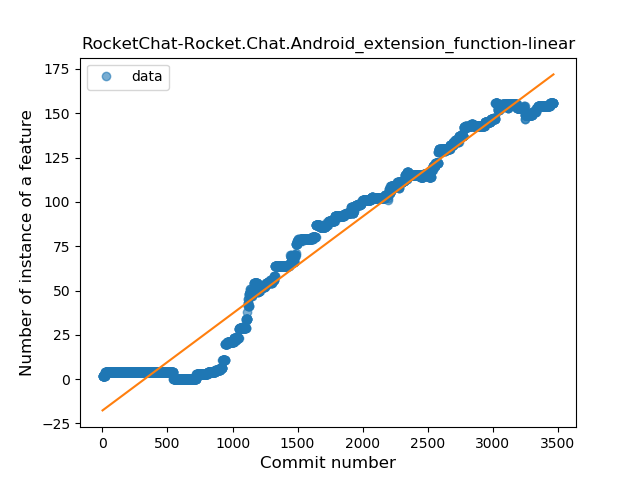 RocketChat-Rocket.Chat.Android_extension_function-linear
data
Number of instance of a feature
175
150
125
100
75
50
25
0
−25
0 500 1000 1500 2000 2500 3000 3500
Commit number